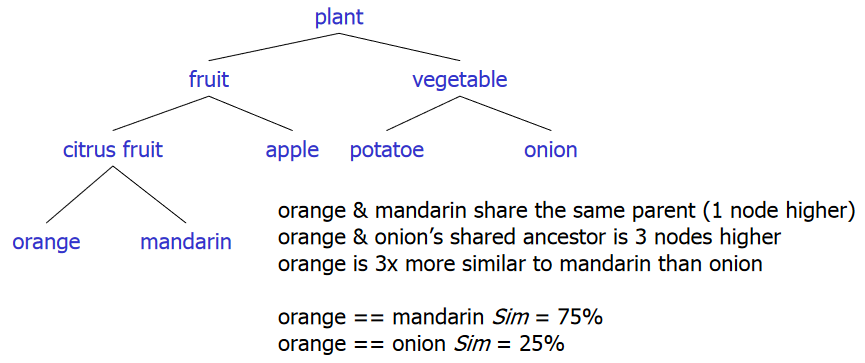 plant
fruit vegetable
citrus fruit apple potatoe onion
orange mandarin
orange & mandarin share the same parent (1 node higher)
orange & onion's shared ancestor is 3 nodes higher
orange is 3x more similar to mandarin than onion
orange == mandarin Sim = 75%
orange == onion Sim = 25%